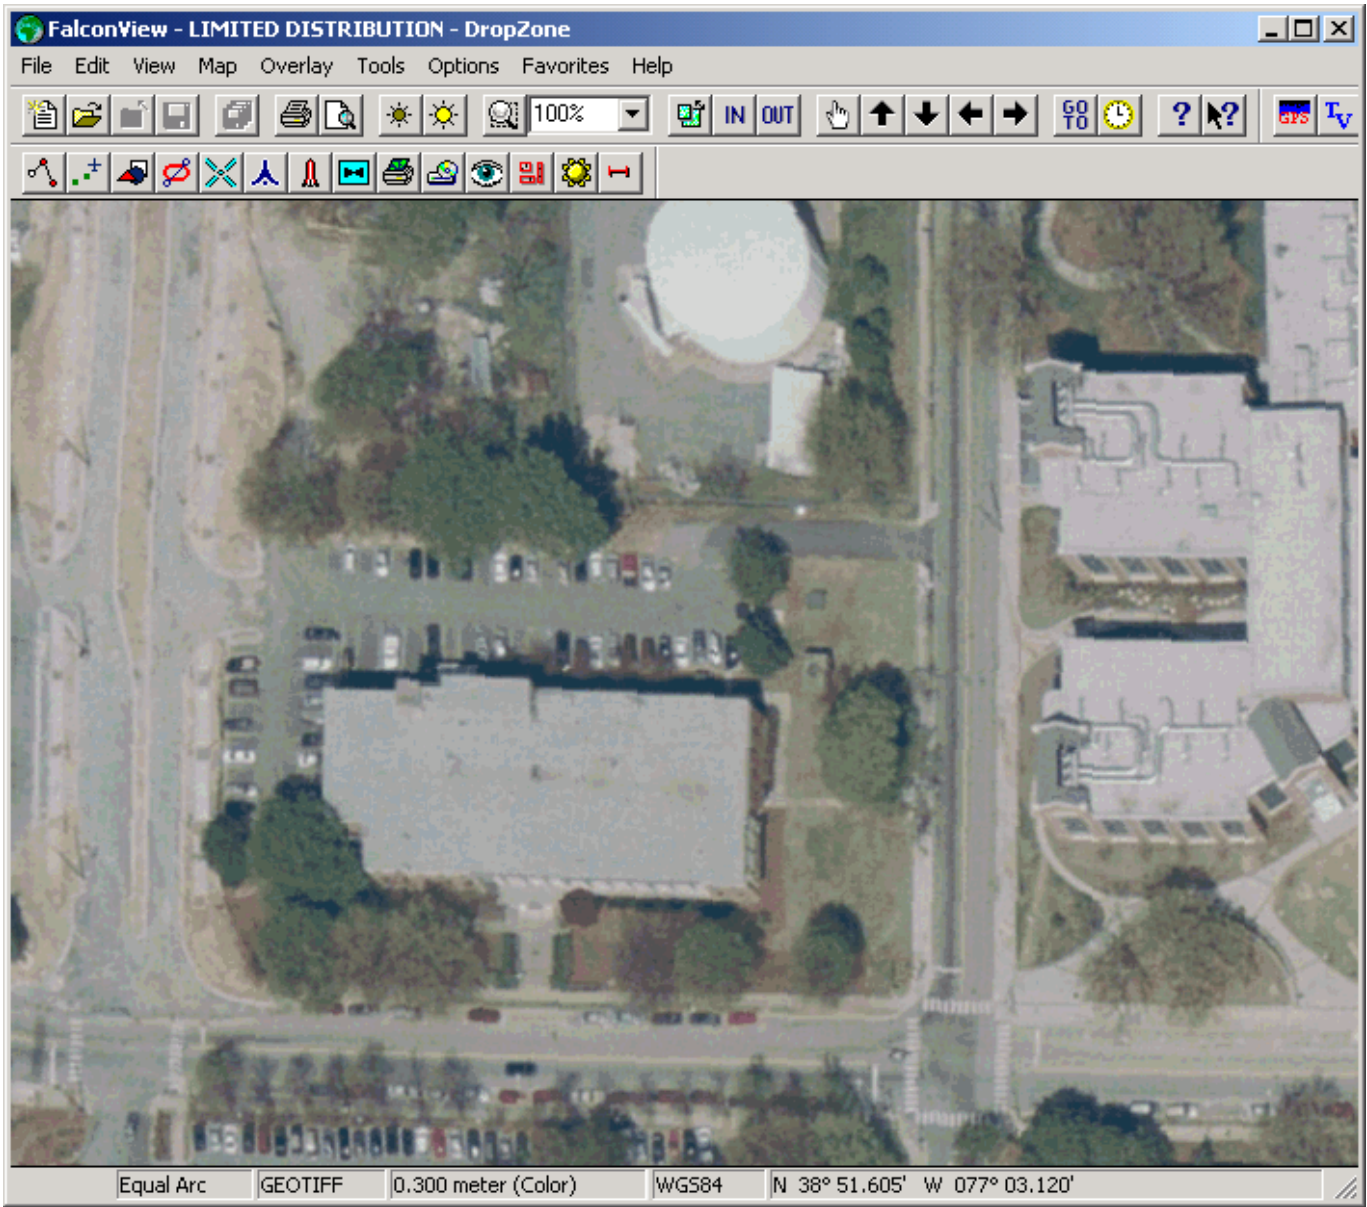 FalconView - LIMITED DISTRIBUTION - DropZone
File Edit View Map Overlay Tools Options Favorites Help
100% IN OUT GO TO ? ? GPS TV
Equal Arc GEOTIFF 0.300 meter (Color) WGS84 N 38° 51.605' W 077° 03.120'